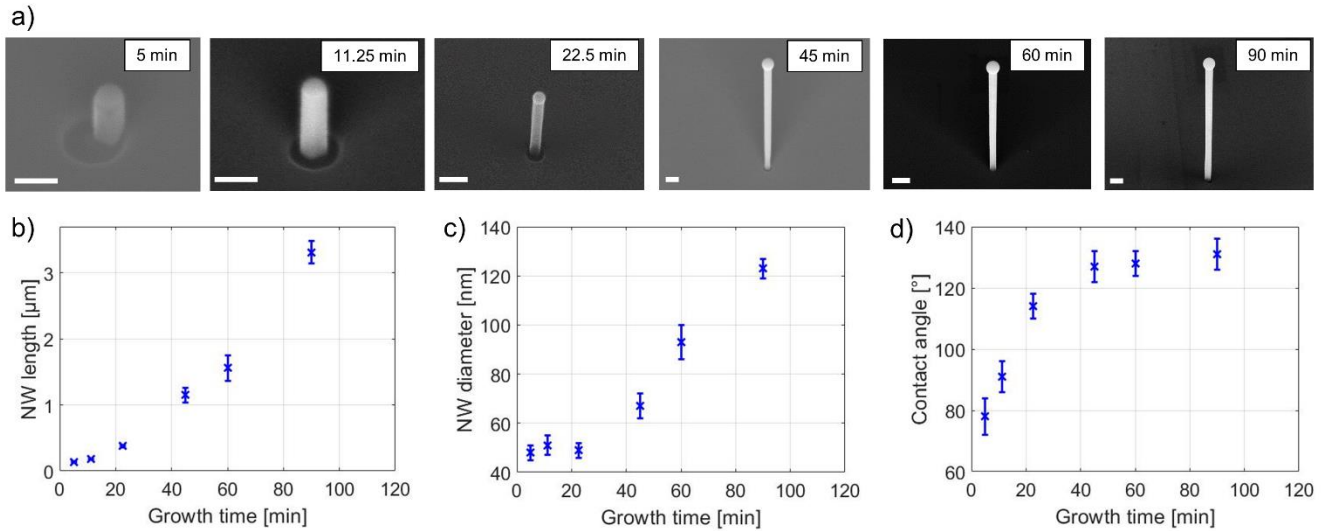 a)
5 min
11.25 min
22.5 min
45 min
60 min
90 min
b)
NW length [µm]
3
2
1
0
0 20 40 60 80 100 120
Growth time [min]
c)
NW diameter [nm]
140
120
100
80
60
40
0 20 40 60 80 100 120
Growth time [min]
d)
Contact angle [°]
140
120
100
80
60
0 20 40 60 80 100 120
Growth time [min]